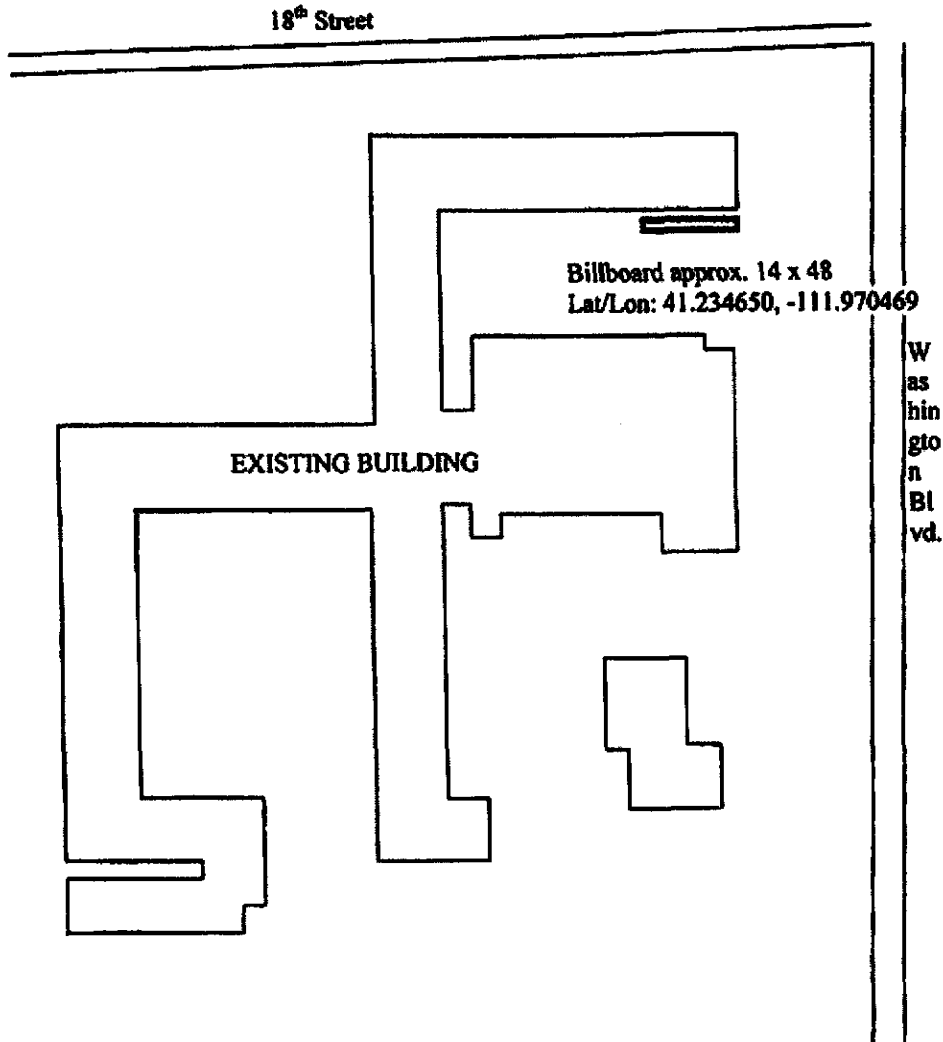 18th Street
Billboard approx. 14 x 48
Lat/Lon: 41.234650, -111.970469
W
as
hin
gto
n
Bl
vd.
EXISTING BUILDING